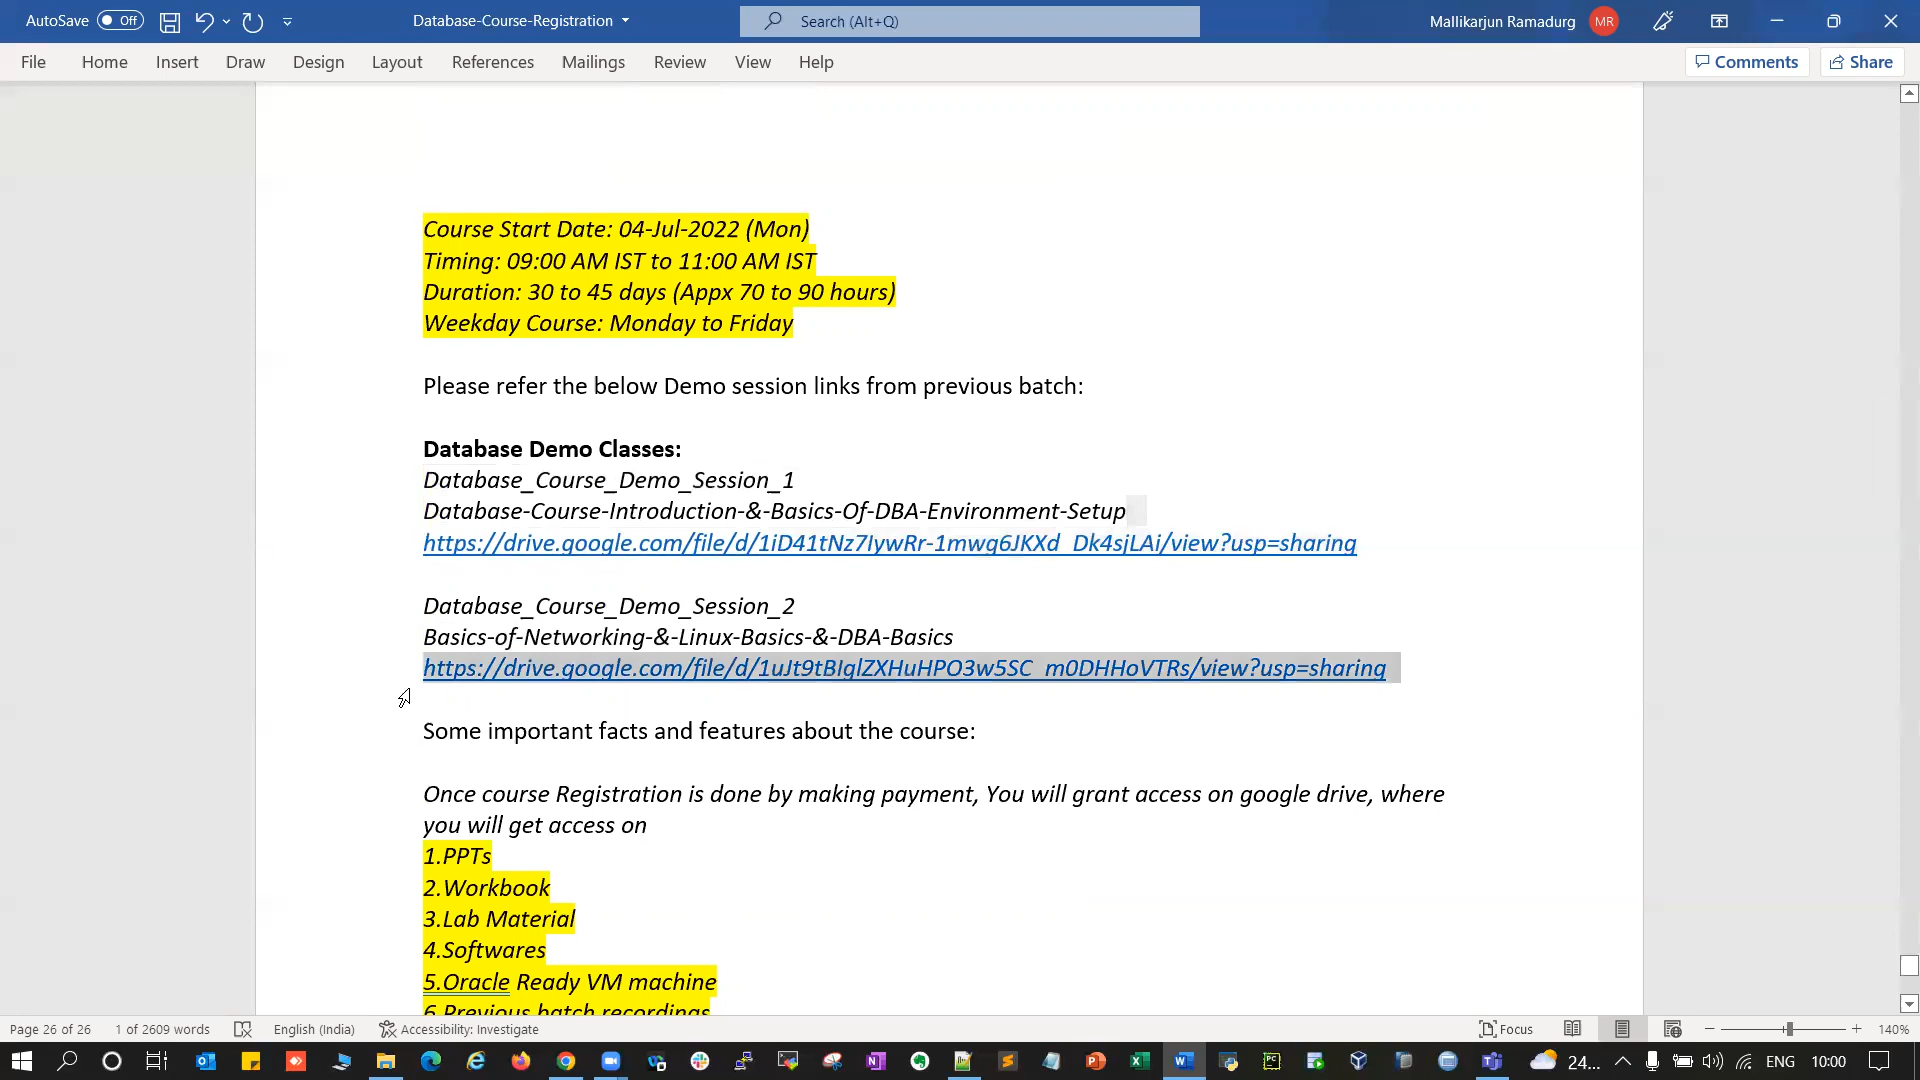 AutoSave Off
Database-Course-Registration
Search (Alt+Q)
Mallikarjun Ramadurg MR
File Home Insert Draw Design Layout References Mailings Review View Help Comments Share
Course Start Date: 04-Jul-2022 (Mon)
Timing: 09:00 AM IST to 11:00 AM IST
Duration: 30 to 45 days (Appx 70 to 90 hours)
Weekday Course: Monday to Friday
Please refer the below Demo session links from previous batch:
Database Demo Classes:
Database_Course_Demo_Session_1
Database-Course-Introduction-&-Basics-Of-DBA-Environment-Setup
https://drive.google.com/file/d/1iD41tNz7IywRr-1mwg6JKXd_Dk4sjLAi/view?usp=sharing
Database_Course_Demo_Session_2
Basics-of-Networking-&-Linux-Basics-&-DBA-Basics
https://drive.google.com/file/d/1uJt9tBIglZXHuHPO3w5SC_m0DHHoVTRs/view?usp=sharing
Some important facts and features about the course:
Once course Registration is done by making payment, You will grant access on google drive, where
you will get access on
1.PPTs
2.Workbook
3.Lab Material
4.Softwares
5.Oracle Ready VM machine
6.Previous batch recordings
Page 26 of 26 1 of 2609 words English (India) Accessibility: Investigate Focus 140%
24... ENG 10:00